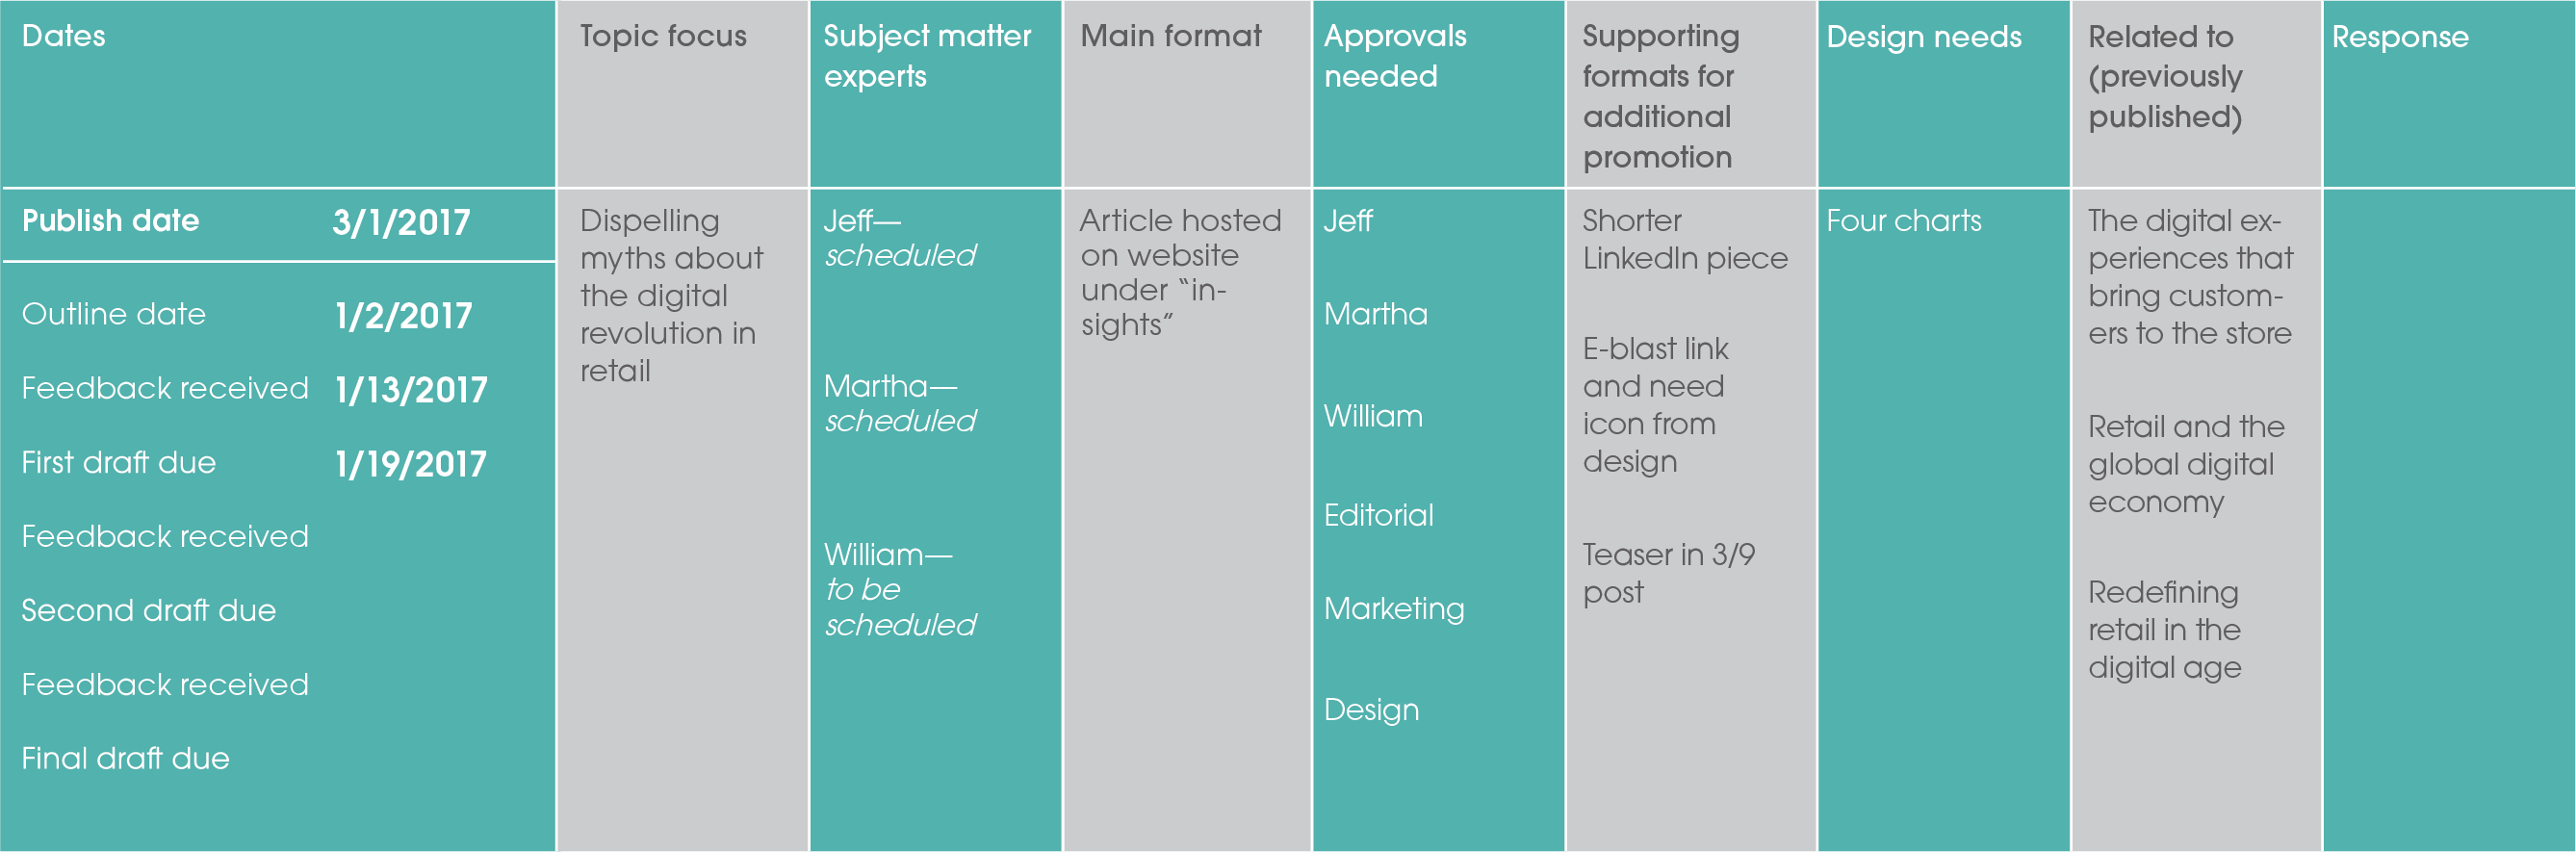 Dates
Topic focus
Subject matter
experts
Main format
Approvals
needed
Supporting
formats for
additional
promotion
Design needs
Related to
(previously
published)
Response
Publish date 3/1/2017
Outline date 1/2/2017
Feedback received 1/13/2017
First draft due 1/19/2017
Feedback received
Second draft due
Feedback received
Final draft due
Dispelling
myths about
the digital
revolution in
retail
Jeff—
scheduled
Martha—
scheduled
William—
to be
scheduled
Article hosted
on website
under “in-
sights”
Jeff
Martha
William
Editorial
Marketing
Design
Shorter
LinkedIn piece
E-blast link
and need
icon from
design
Teaser in 3/9
post
Four charts
The digital ex-
periences that
bring custom-
ers to the store
Retail and the
global digital
economy
Redefining
retail in the
digital age